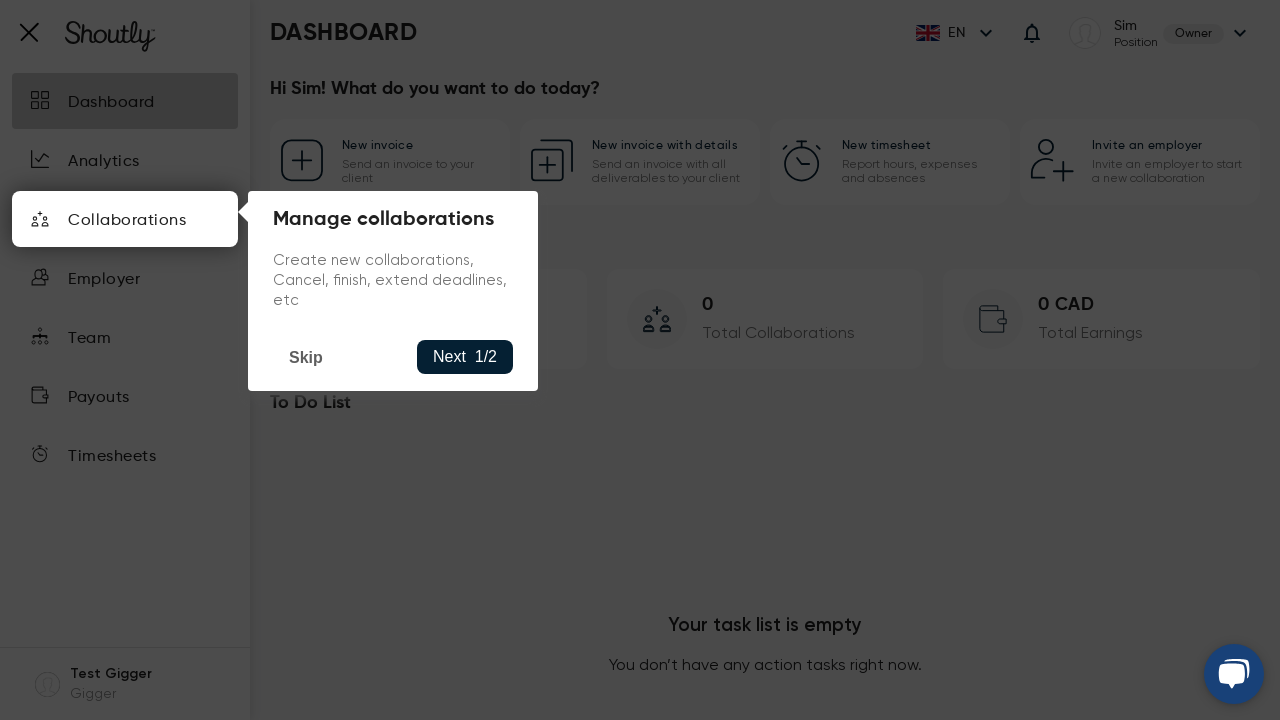 Shoutly
DASHBOARD
EN
Sim
Position
Owner
Dashboard
Analytics
Collaborations
Employer
Team
Payouts
Timesheets
Hi Sim! What do you want to do today?
New invoice
Send an invoice to your
client
New invoice with details
Send an invoice with all
deliverables to your client
New timesheet
Report hours, expenses
and absences
Invite an employer
Invite an employer to start
a new collaboration
Manage collaborations
Create new collaborations,
Cancel, finish, extend deadlines,
etc
Skip
Next 1/2
0
Total Collaborations
0 CAD
Total Earnings
To Do List
Your task list is empty
You don’t have any action tasks right now.
Test Gigger
Gigger